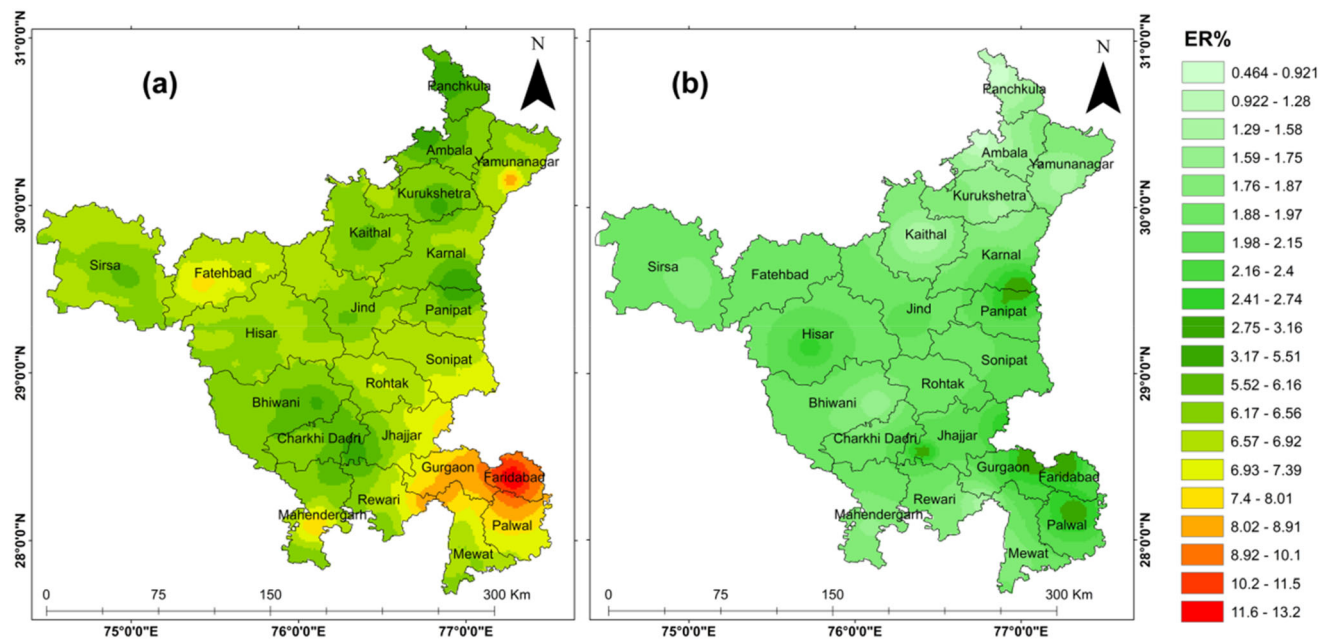 (a)
N
31°0'0"N
30°0'0"N
29°0'0"N
28°0'0"N
Panchkula
Ambala
Yamunanagar
Kurukshetra
Kaithal
Karnal
Sirsa
Fatehbad
Jind
Panipat
Hisar
Sonipat
Rohtak
Bhiwani
Charkhi Dadri
Jhajjar
Gurgaon
Faridabad
Rewari
Mahendergarh
Palwal
Mewat
0 75 150 300 Km
75°0'0"E 76°0'0"E 77°0'0"E
(b)
N
31°0'0"N
30°0'0"N
29°0'0"N
28°0'0"N
Panchkula
Ambala
Yamunanagar
Kurukshetra
Kaithal
Karnal
Sirsa
Fatehbad
Jind
Panipat
Hisar
Sonipat
Rohtak
Bhiwani
Charkhi Dadri
Jhajjar
Gurgaon
Faridabad
Rewari
Mahendergarh
Palwal
Mewat
0 75 150 300 Km
75°0'0"E 76°0'0"E 77°0'0"E
ER%
0.464 - 0.921
0.922 - 1.28
1.29 - 1.58
1.59 - 1.75
1.76 - 1.87
1.88 - 1.97
1.98 - 2.15
2.16 - 2.4
2.41 - 2.74
2.75 - 3.16
3.17 - 5.51
5.52 - 6.16
6.17 - 6.56
6.57 - 6.92
6.93 - 7.39
7.4 - 8.01
8.02 - 8.91
8.92 - 10.1
10.2 - 11.5
11.6 - 13.2